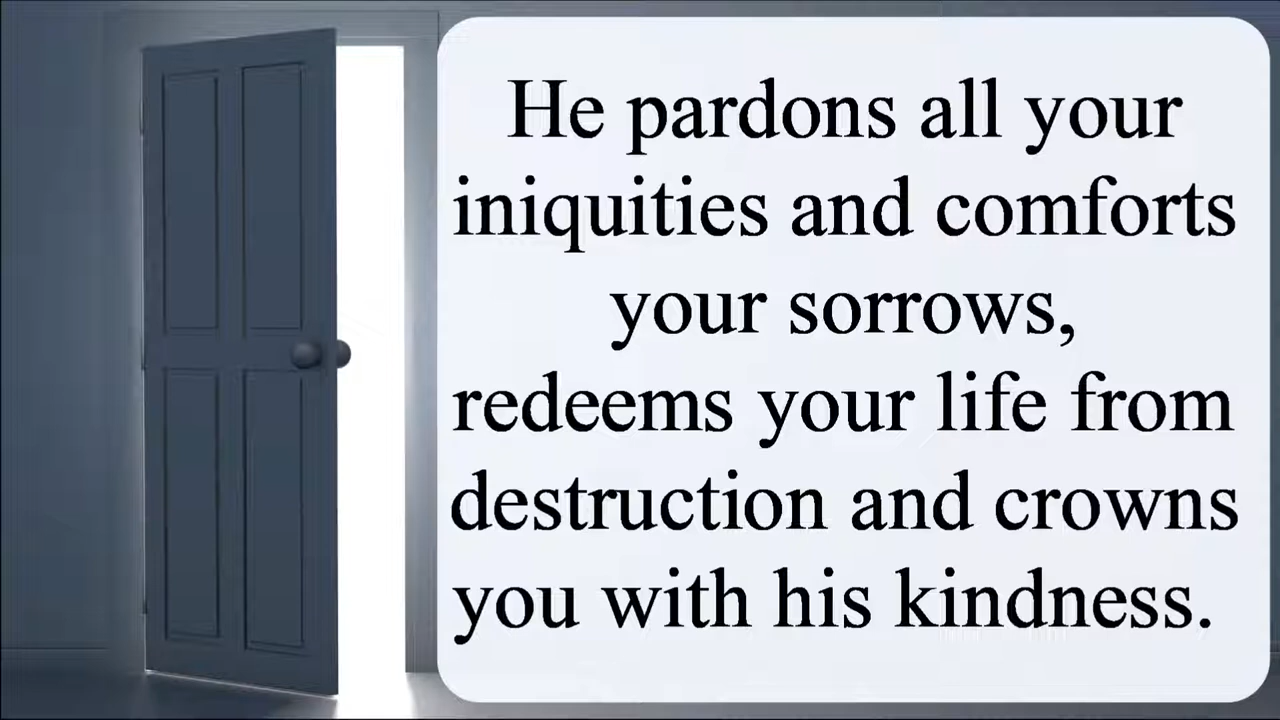 He pardons all your
iniquities and comforts
your sorrows,
redeems your life from
destruction and crowns
you with his kindness.